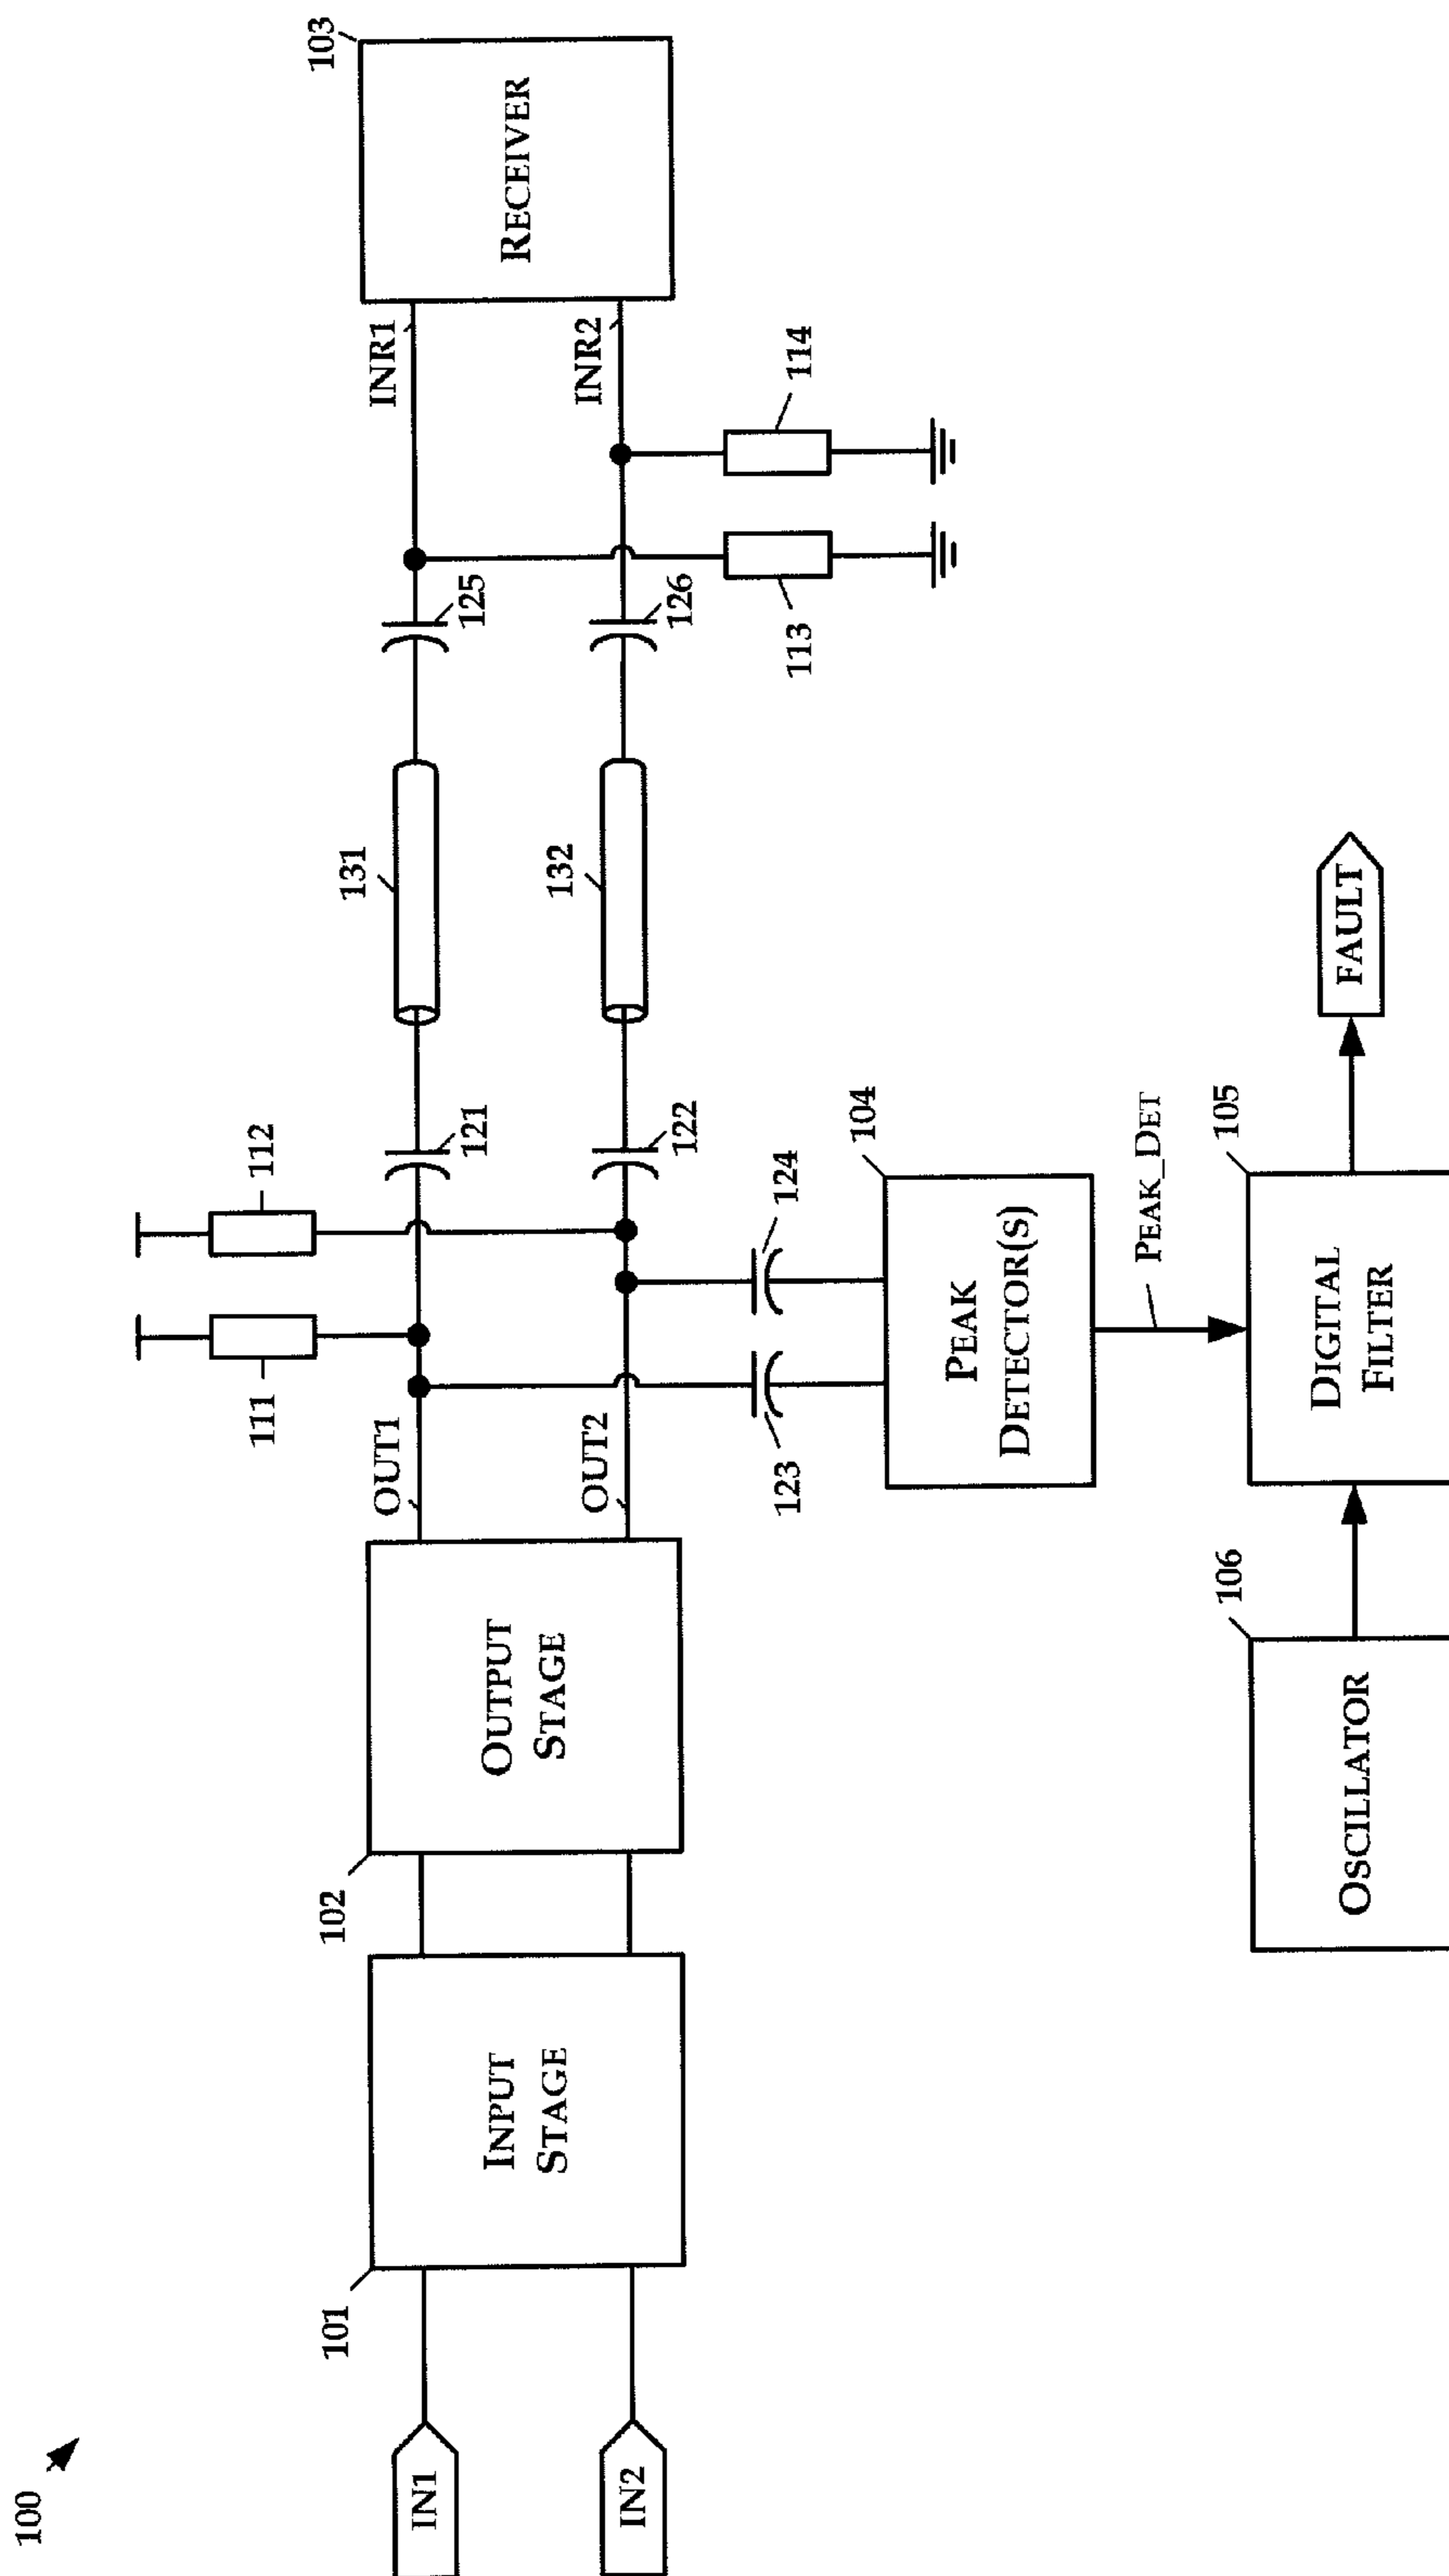 100
IN1
IN2
101
INPUT
STAGE
102
OUTPUT
STAGE
OUT1
OUT2
111
112
121
122
123
124
131
132
125
126
113
114
INR1
INR2
103
RECEIVER
104
PEAK
DETECTOR(S)
PEAK_DET
106
OSCILLATOR
105
DIGITAL
FILTER
FAULT